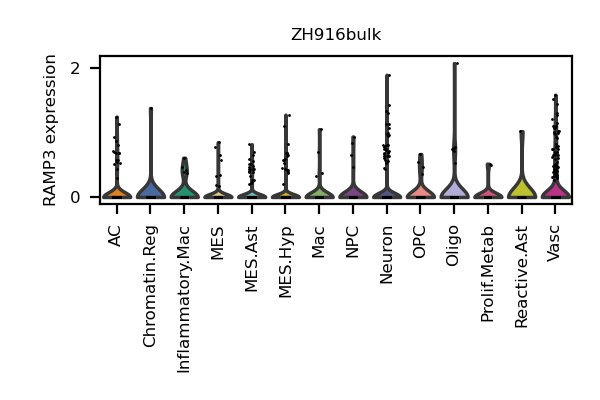 ZH916bulk
RAMP3 expression
2
0
AC
Chromatin.Reg
Inflammatory.Mac
MES
MES.Ast
MES.Hyp
Mac
NPC
Neuron
OPC
Oligo
Prolif.Metab
Reactive.Ast
Vasc